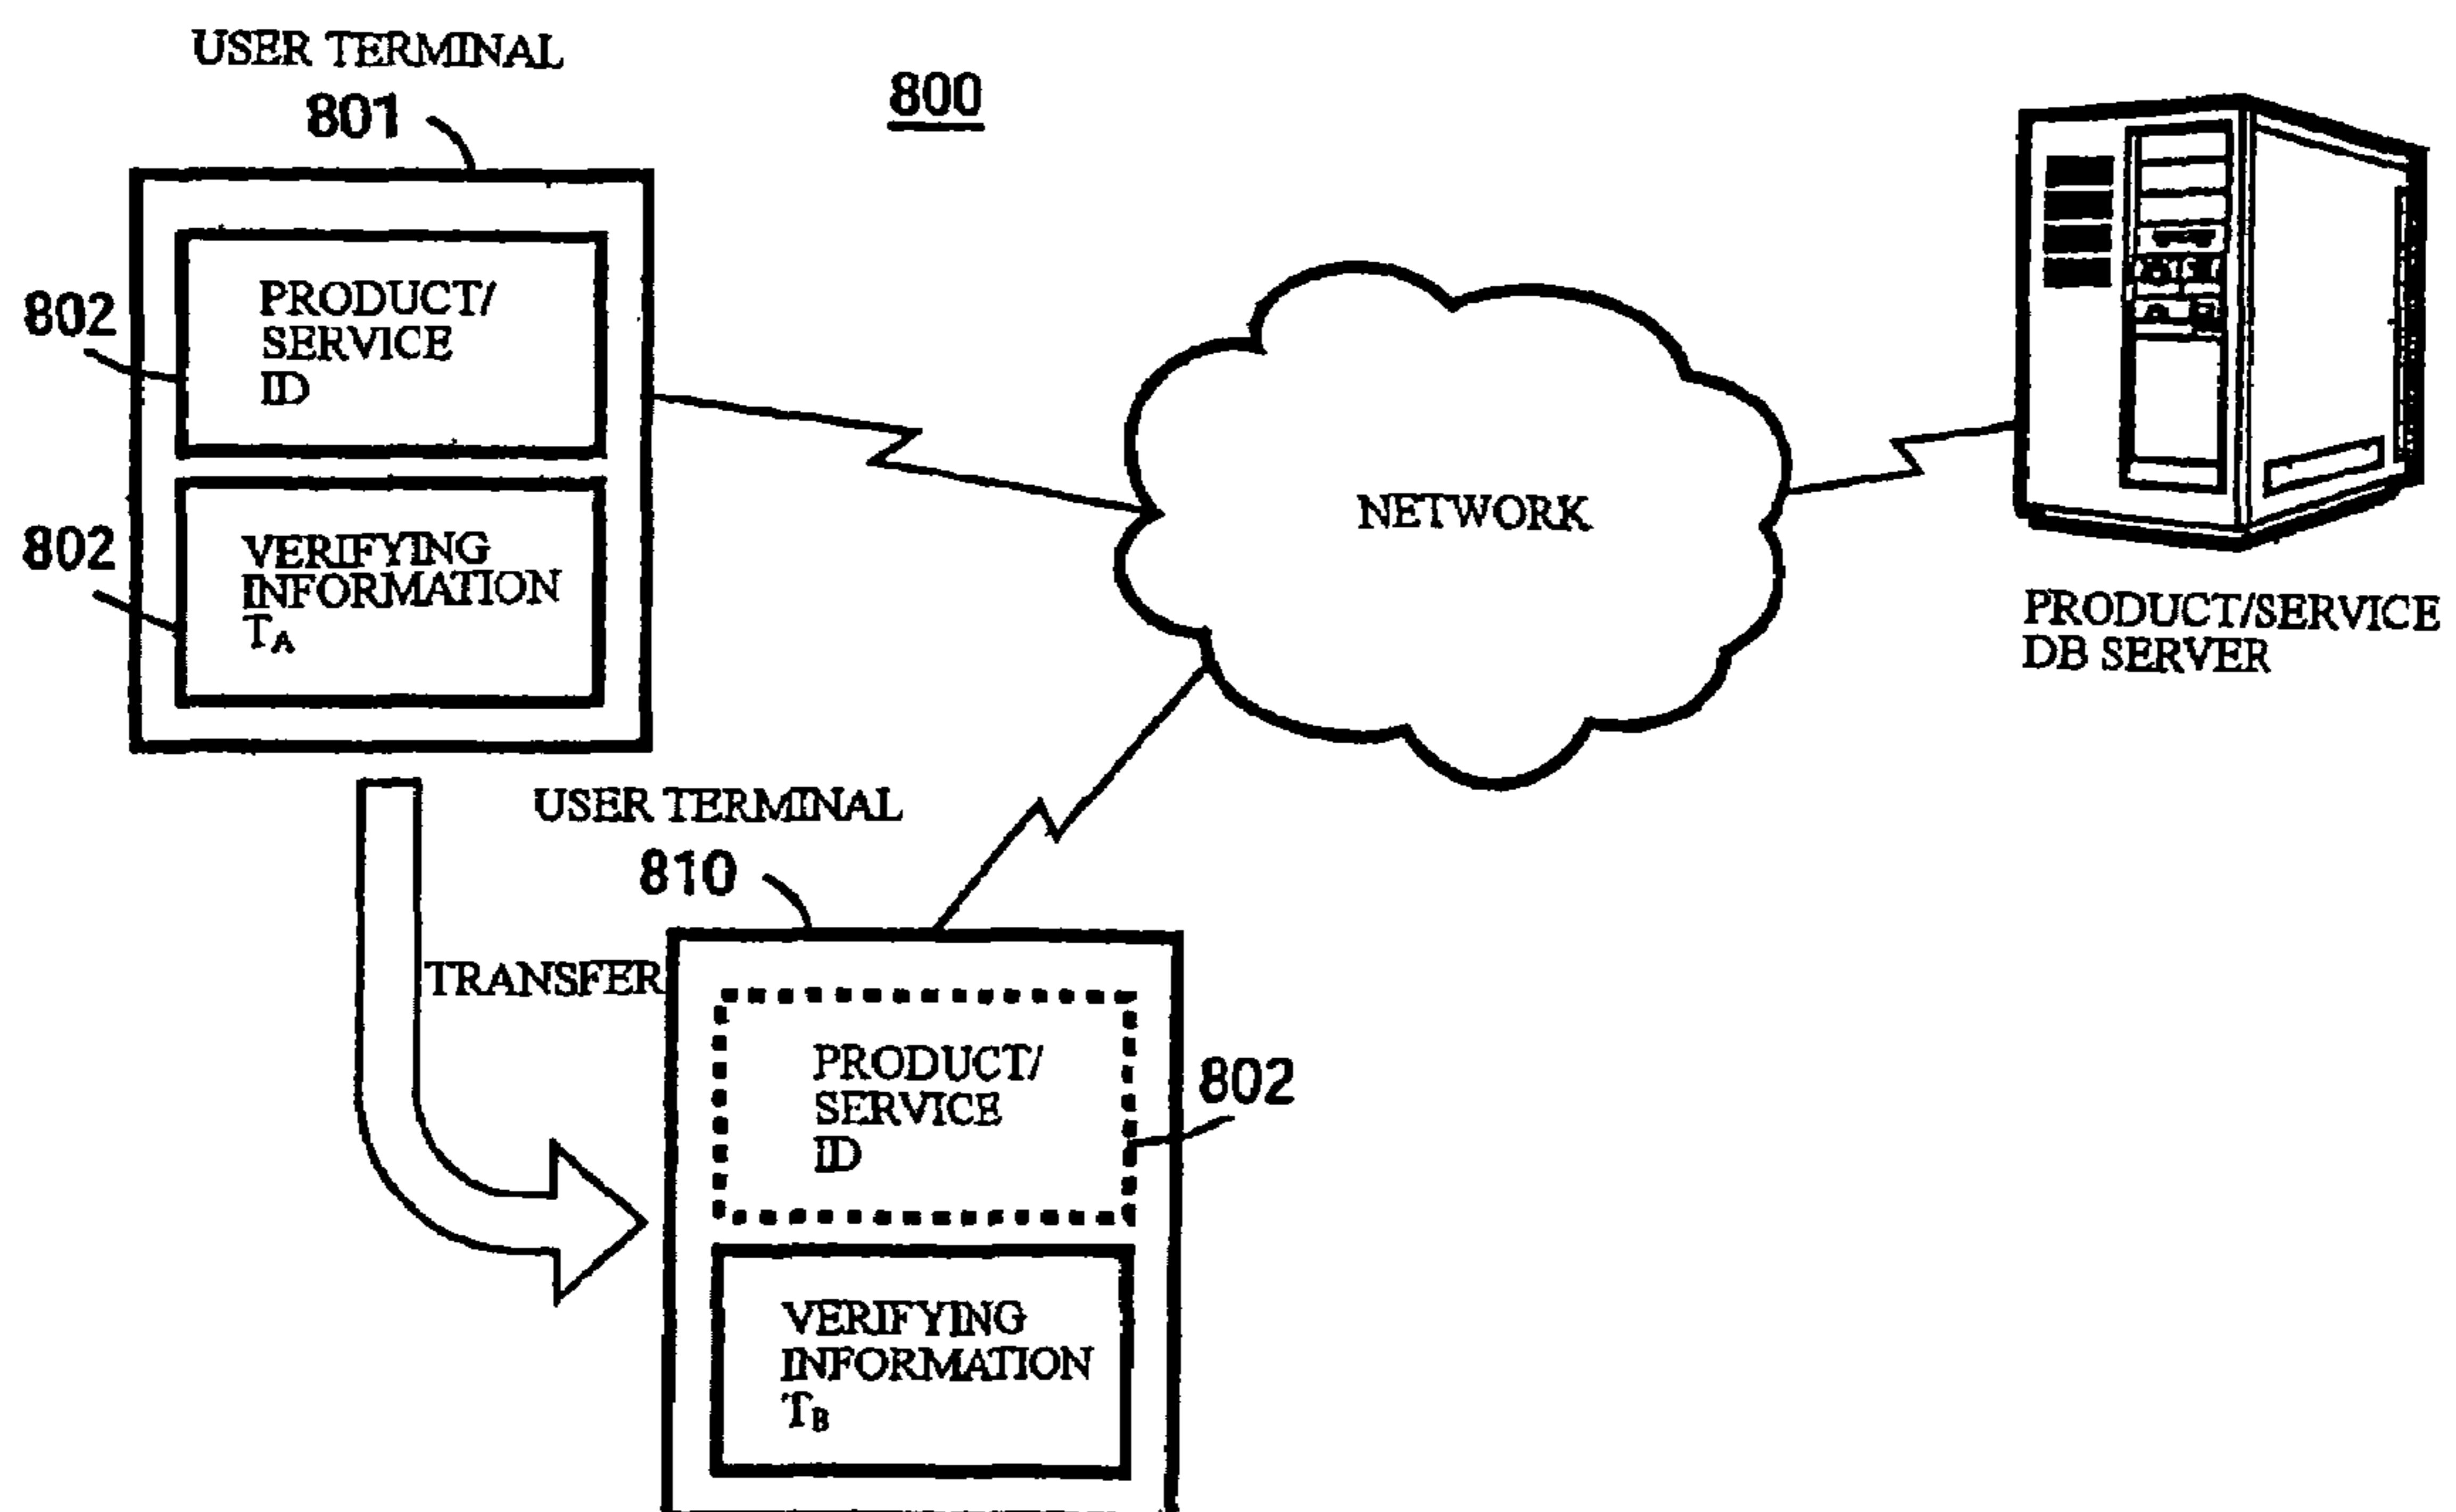 USER TERMINAL
801
800
802
PRODUCT/
SERVICE
ID
802
VERIFYING
INFORMATION
TA
NETWORK
PRODUCT/SERVICE
DB SERVER
USER TERMINAL
810
TRANSFER
PRODUCT/
SERVICE
ID
802
VERIFYING
INFORMATION
TB